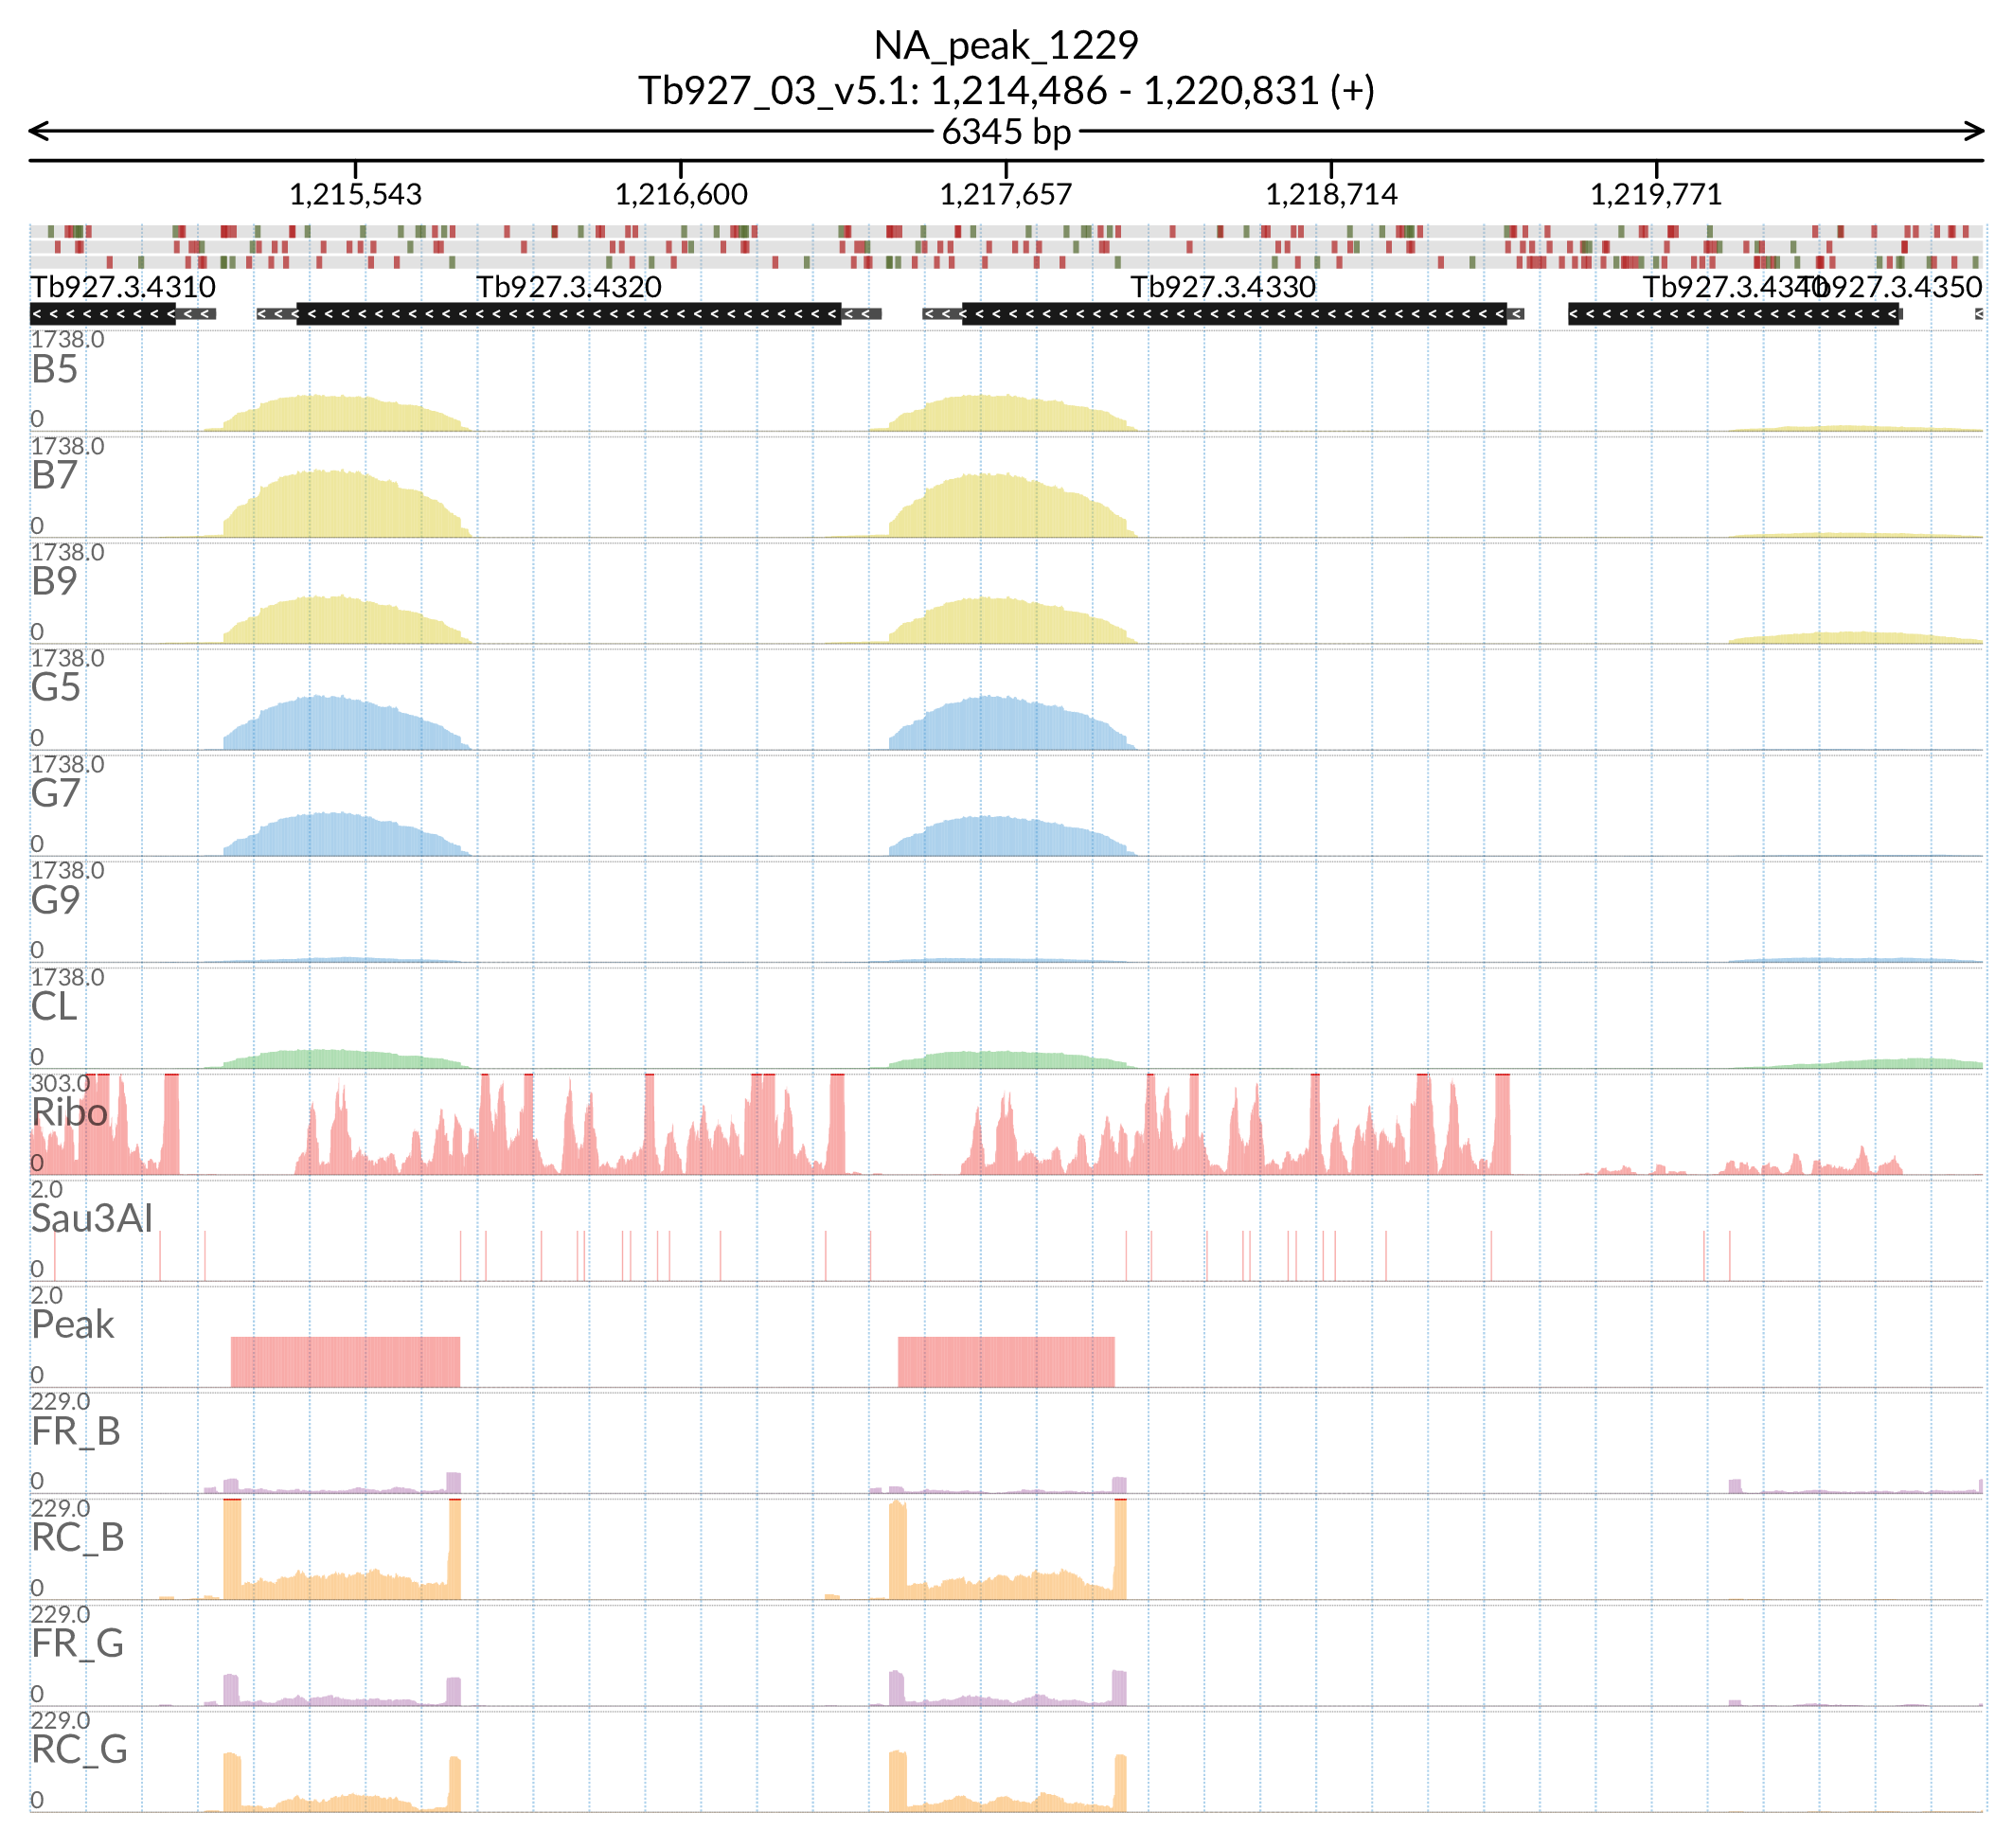 NA_peak_1229
Tb927_03_v5.1: 1,214,486 - 1,220,831 (+)
6345 bp
1,215,543 1,216,600 1,217,657 1,218,714 1,219,771
Tb927.3.4310 Tb927.3.4320 Tb927.3.4330 Tb927.3.4340 Tb927.3.4350
1738.0
B5
0
1738.0
B7
0
1738.0
B9
0
1738.0
G5
0
1738.0
G7
0
1738.0
G9
0
1738.0
CL
0
303.0
Ribo
0
2.0
Sau3AI
0
2.0
Peak
0
229.0
FR_B
0
229.0
RC_B
0
229.0
FR_G
0
229.0
RC_G
0